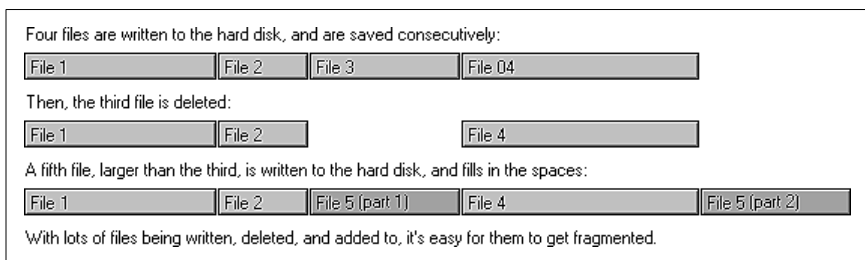 Four files are written to the hard disk, and are saved consecutively:
File 1 File 2 File 3 File 04
Then, the third file is deleted:
File 1 File 2 File 4
A fifth file, larger than the third, is written to the hard disk, and fills in the spaces:
File 1 File 2 File 5 (part 1) File 4 File 5 (part 2)
With lots of files being written, deleted, and added to, it's easy for them to get fragmented.